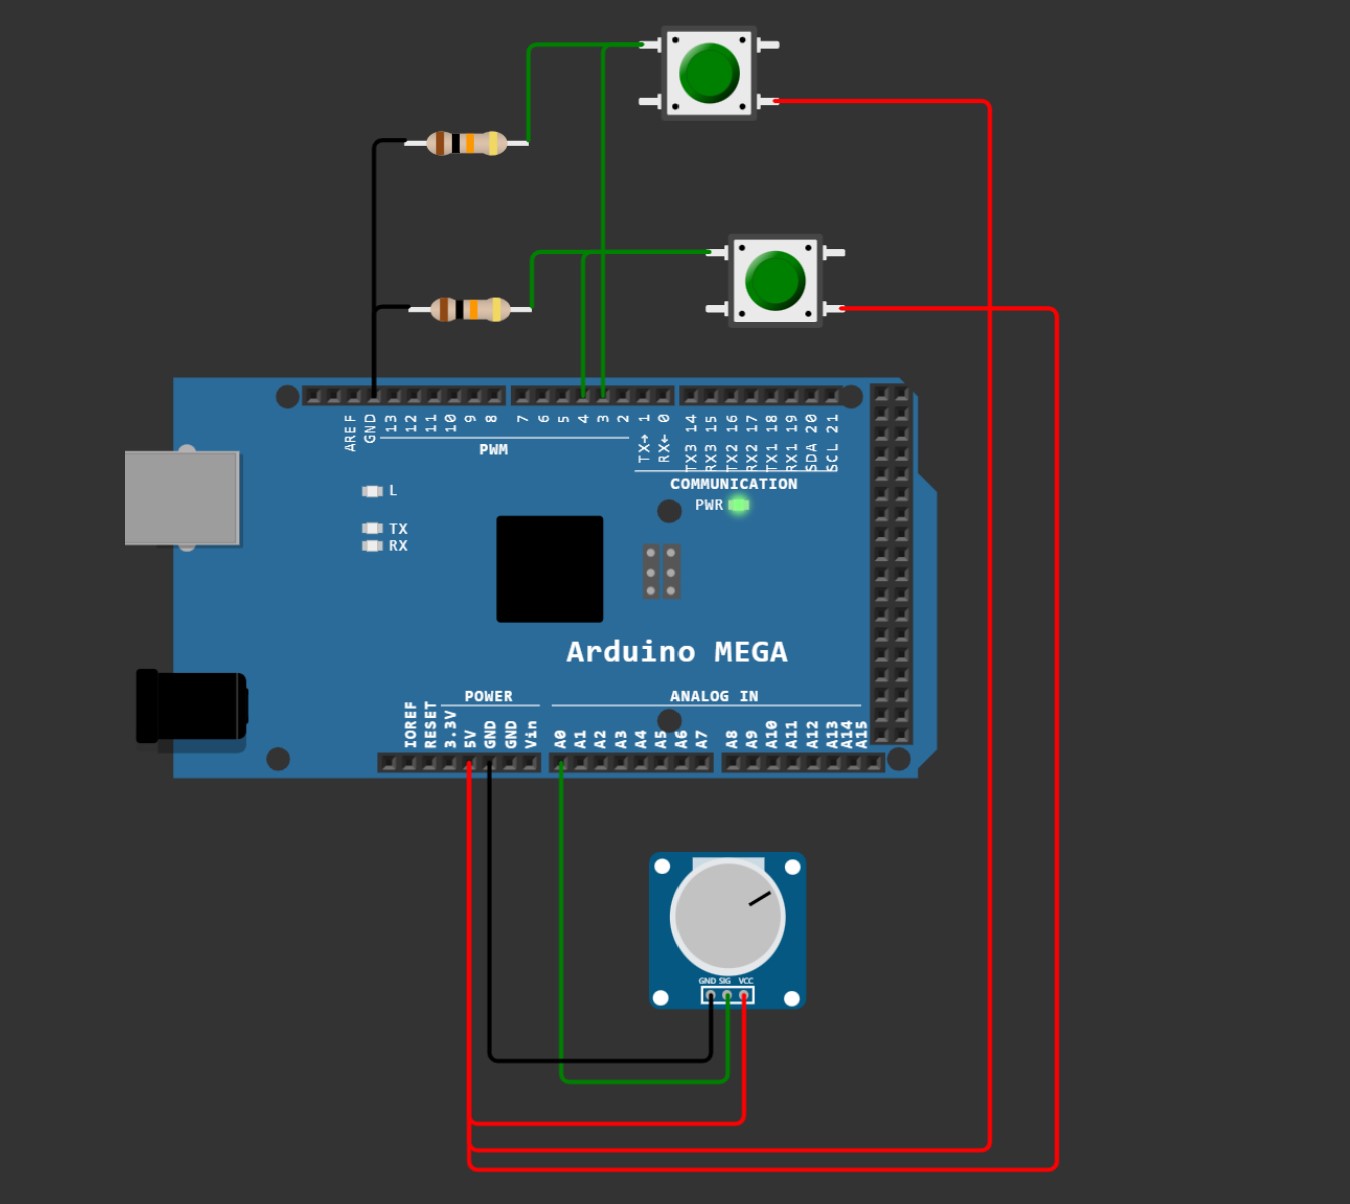 AREF GND 13 12 11 10 9 8 7 6 5 4 3 2 TX→ 1 RX← 0 TX3 14 RX3 15 TX2 16 RX2 17 TX1 18 RX1 19 SDA 20 SCL 21
PWM
COMMUNICATION
L
PWR
TX
RX
Arduino MEGA
POWER
ANALOG IN
IOREF RESET 3.3V 5V GND GND Vin A0 A1 A2 A3 A4 A5 A6 A7 A8 A9 A10 A11 A12 A13 A14 A15
GND SIG VCC